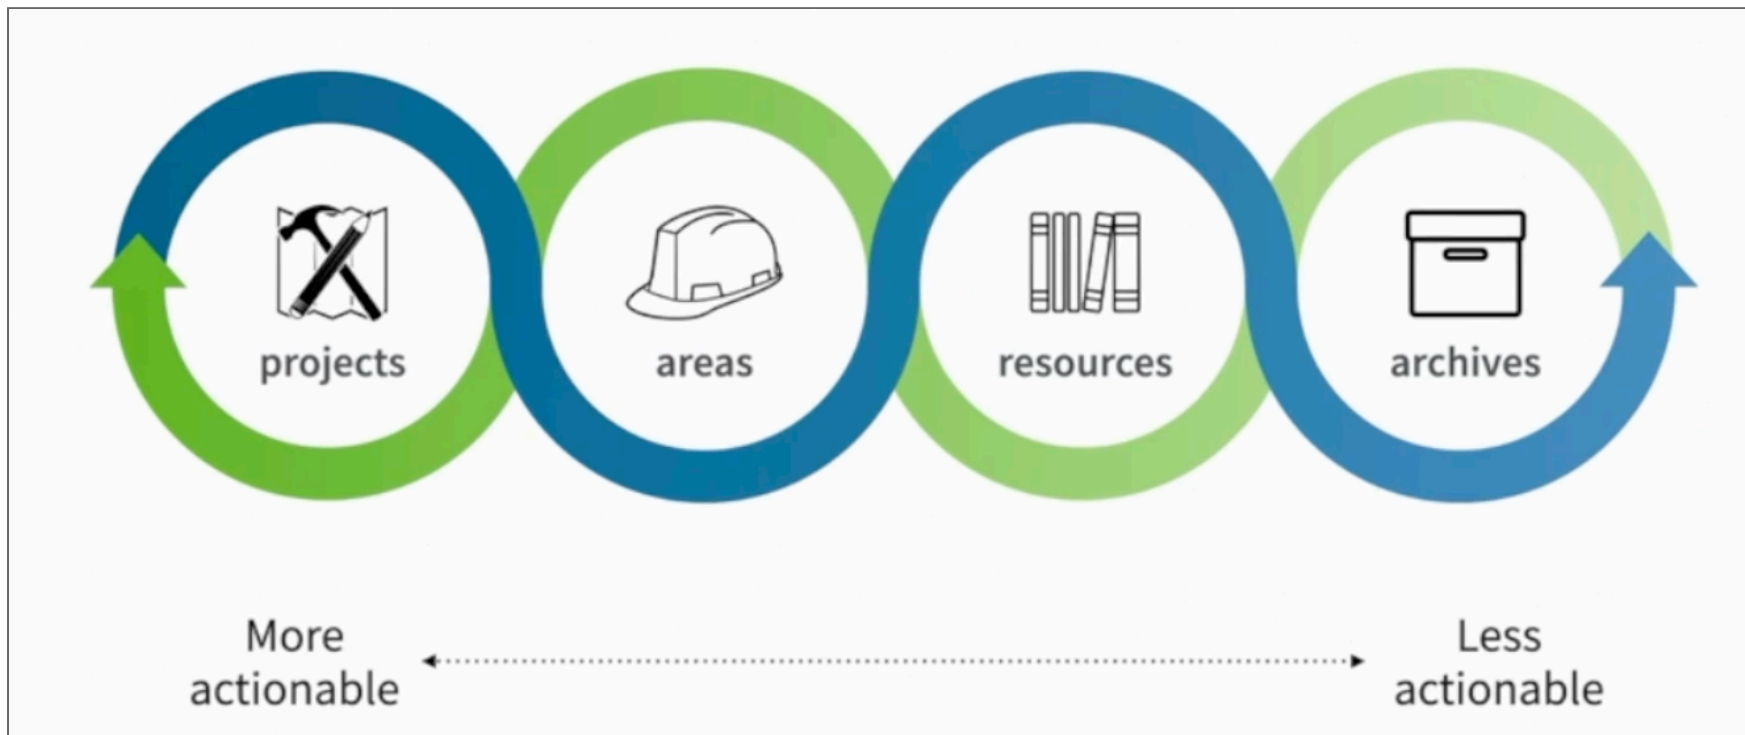 projects
areas
resources
archives
More
actionable
Less
actionable